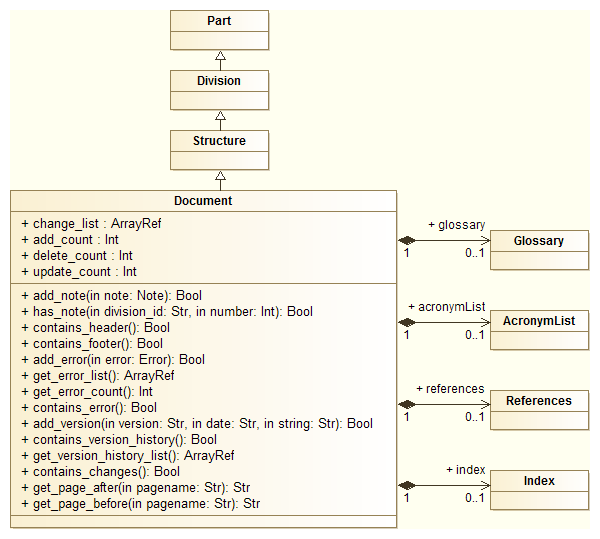 Part
Division
Structure
Document
+ change_list : ArrayRef
+ add_count : Int
+ delete_count : Int
+ update_count : Int
+ add_note(in note: Note): Bool
+ has_note(in division_id: Str, in number: Int): Bool
+ contains_header(): Bool
+ contains_footer(): Bool
+ add_error(in error: Error): Bool
+ get_error_list(): ArrayRef
+ get_error_count(): Int
+ contains_error(): Bool
+ add_version(in version: Str, in date: Str, in string: Str): Bool
+ contains_version_history(): Bool
+ get_version_history_list(): ArrayRef
+ contains_changes(): Bool
+ get_page_after(in pagename: Str): Str
+ get_page_before(in pagename: Str): Str
+ glossary
1 0..1
Glossary
+ acronymList
1 0..1
AcronymList
+ references
1 0..1
References
+ index
1 0..1
Index